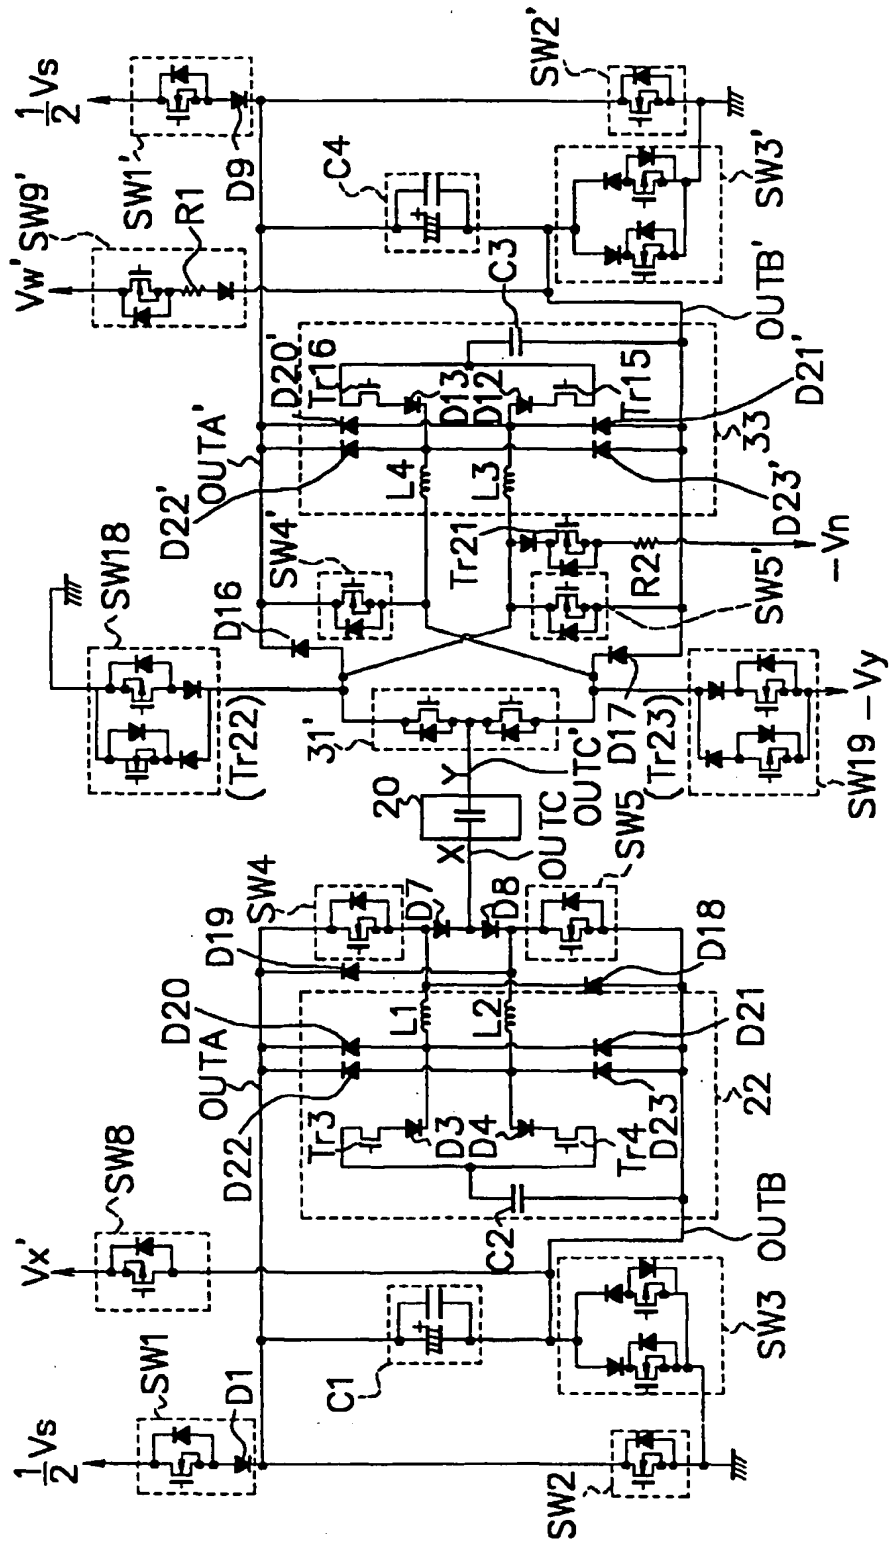 1/2 Vs
SW1
D1
SW2
C1
Vx'
SW8
SW3
OUTA
OUTB
C2
D22
D20
Tr3
D3
D4
Tr4
D23
D21
22
L1
L2
D19
D18
SW4
D7
D8
SW5
X
OUTC
20
Y
OUTC'
31'
(Tr22)
SW18
(Tr23)
SW19
-Vy
D16
D17
SW4'
SW5'
Tr21
R2
-Vn
L4
L3
D22'
OUTA'
D20'
Tr16
D13
D12
Tr15
D23'
D21'
33
C3
OUTB'
Vw'
SW9'
R1
C4
SW3'
1/2 Vs
SW1'
D9
SW2'